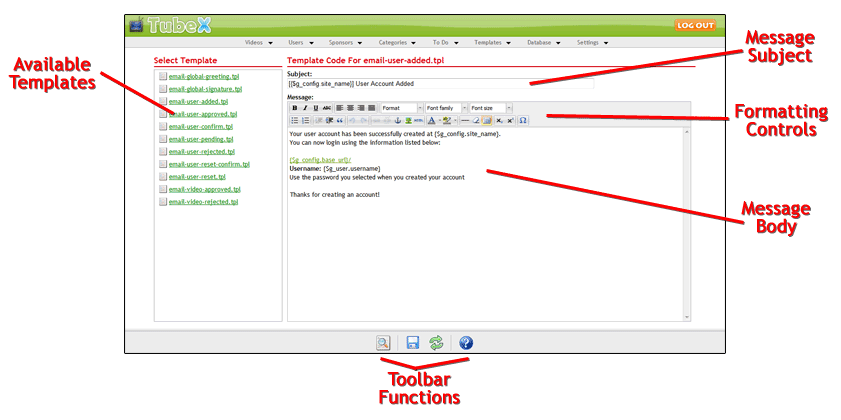 TubeX
LOG OUT
Videos Users Sponsors Categories To Do Templates Database Settings
Message
Subject
Available
Templates
Select Template
email-global-greeting.tpl
email-global-signature.tpl
email-user-added.tpl
email-user-approved.tpl
email-user-confirm.tpl
email-user-pending.tpl
email-user-rejected.tpl
email-user-reset-confirm.tpl
email-user-reset.tpl
email-video-approved.tpl
email-video-rejected.tpl
Template Code For email-user-added.tpl
Subject:
[{$g_config.site_name}] User Account Added
Message:
B I U ABC Format Font family Font size
Formatting
Controls
Your user account has been successfully created at {$g_config.site_name}.
You can now login using the information listed below:
{$g_config.base_url}/
Username: {$g_user.username}
Use the password you selected when you created your account
Thanks for creating an account!
Message
Body
Toolbar
Functions